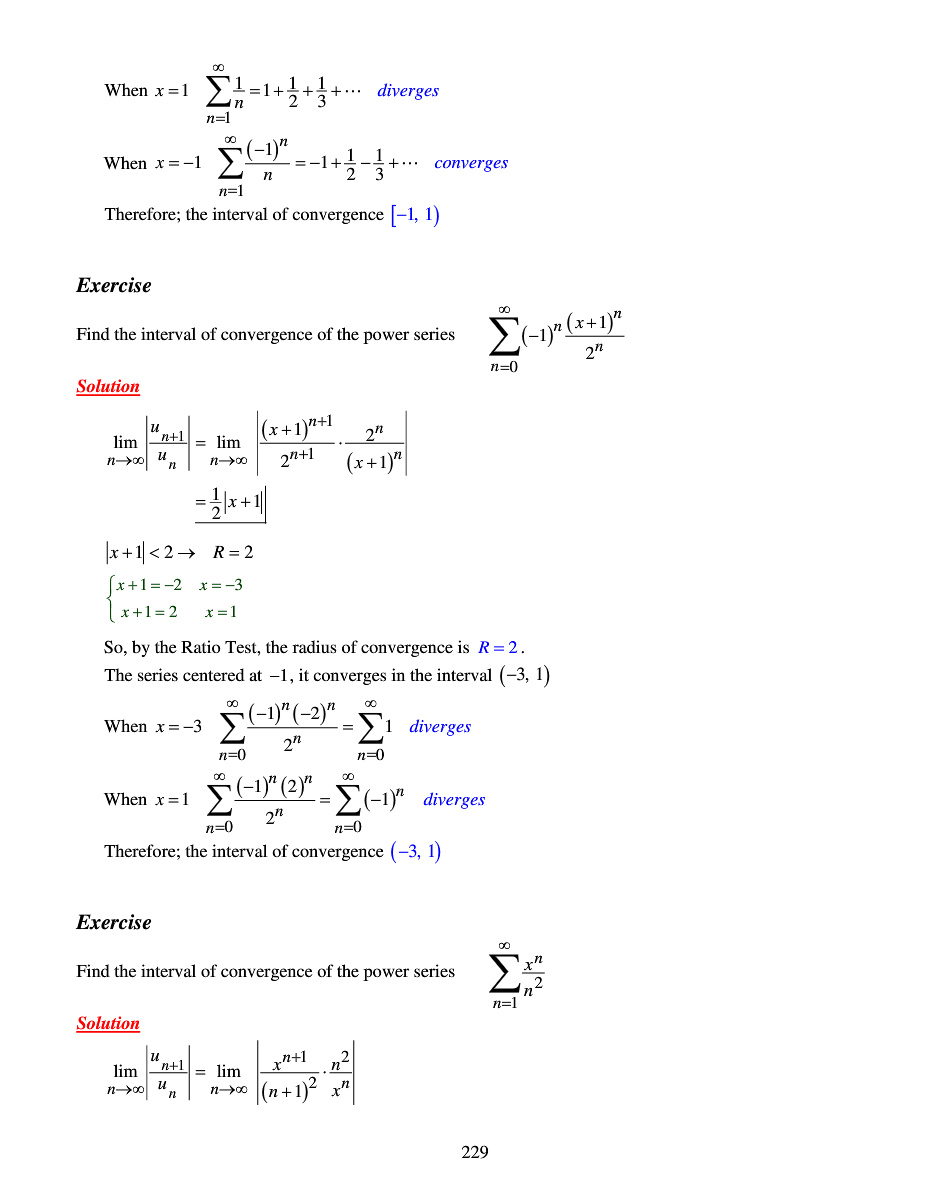 When x = 1 \sum_{n=1}^{\infty} \frac{1}{n} = 1 + \frac{1}{2} + \frac{1}{3} + \cdots diverges
When x = −1 \sum_{n=1}^{\infty} \frac{(-1)^n}{n} = -1 + \frac{1}{2} - \frac{1}{3} + \cdots converges
Therefore; the interval of convergence [−1, 1)
Exercise
Find the interval of convergence of the power series \sum_{n=0}^{\infty} (-1)^n \frac{(x+1)^n}{2^n}
Solution
\lim_{n \to \infty} \left| \frac{u_{n+1}}{u_n} \right| = \lim_{n \to \infty} \left| \frac{(x+1)^{n+1}}{2^{n+1}} \cdot \frac{2^n}{(x+1)^n} \right|
= \frac{1}{2} |x+1| |
|x+1| < 2 → R = 2
{ x + 1 = −2 x = −3
x + 1 = 2 x = 1
So, by the Ratio Test, the radius of convergence is R = 2.
The series centered at −1, it converges in the interval (−3, 1)
When x = −3 \sum_{n=0}^{\infty} \frac{(-1)^n (-2)^n}{2^n} = \sum_{n=0}^{\infty} 1 diverges
When x = 1 \sum_{n=0}^{\infty} \frac{(-1)^n (2)^n}{2^n} = \sum_{n=0}^{\infty} (-1)^n diverges
Therefore; the interval of convergence (−3, 1)
Exercise
Find the interval of convergence of the power series \sum_{n=1}^{\infty} \frac{x^n}{n^2}
Solution
\lim_{n \to \infty} \left| \frac{u_{n+1}}{u_n} \right| = \lim_{n \to \infty} \left| \frac{x^{n+1}}{(n+1)^2} \cdot \frac{n^2}{x^n} \right|
229